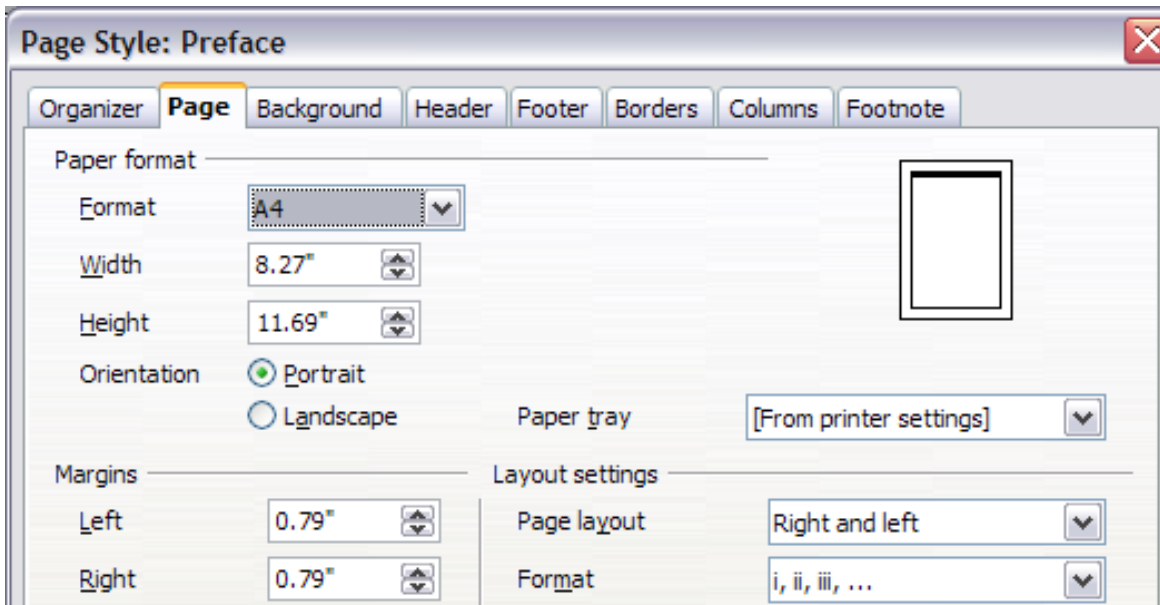 Page Style: Preface
Organizer Page Background Header Footer Borders Columns Footnote
Paper format
Format A4
Width 8.27"
Height 11.69"
Orientation Portrait
Landscape Paper tray [From printer settings]
Margins Layout settings
Left 0.79" Page layout Right and left
Right 0.79" Format i, ii, iii, ...